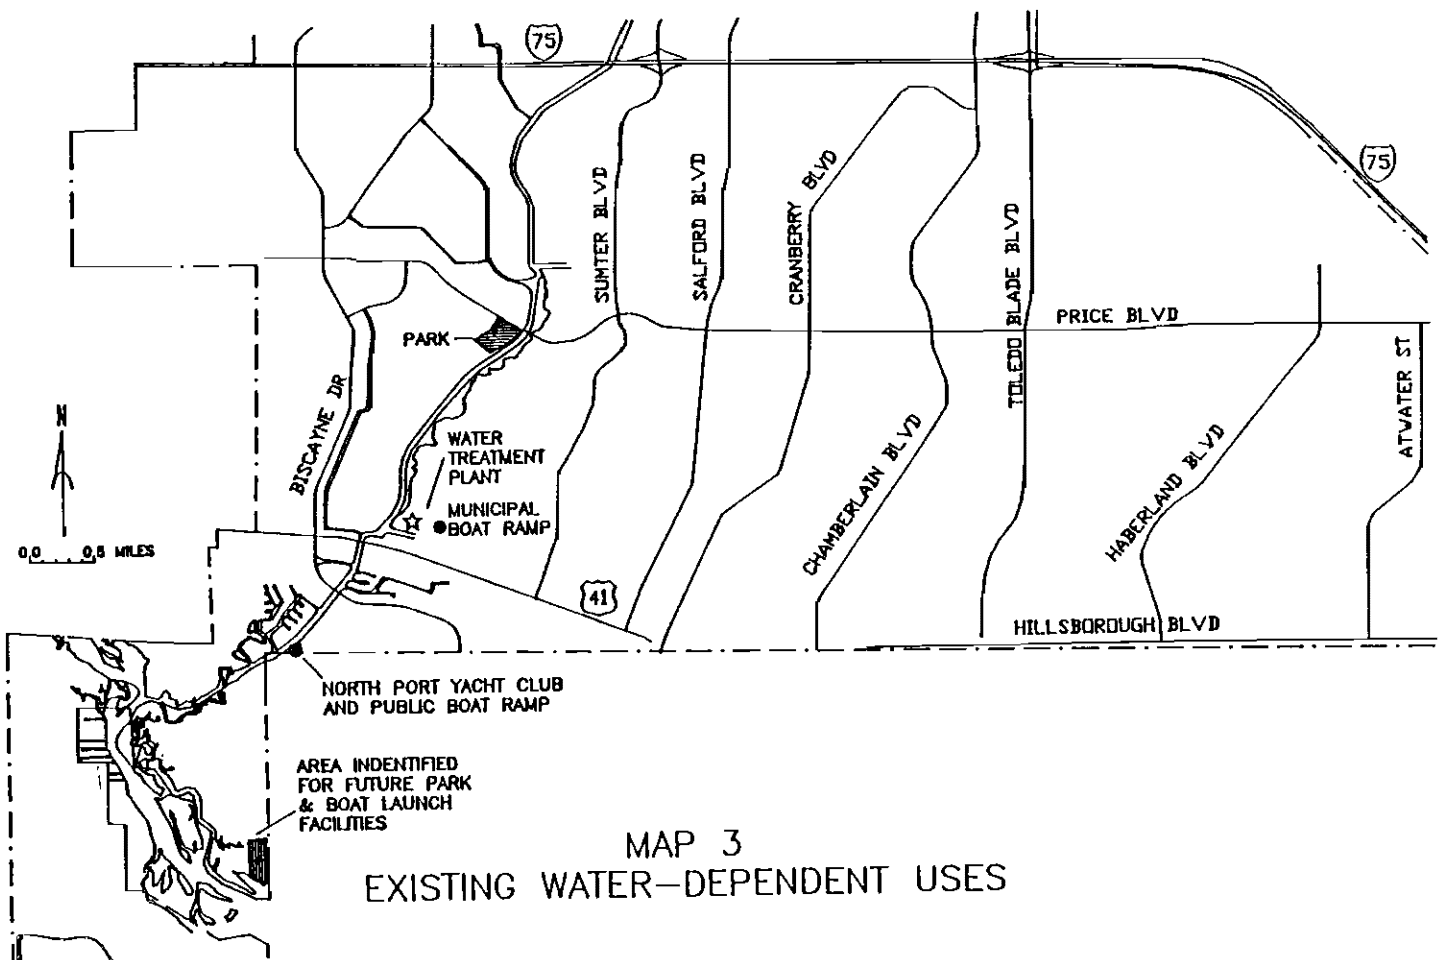 75
75
SUMTER BLVD
SALFORD BLVD
CRANBERRY BLVD
TOLEDO BLADE BLVD
PRICE BLVD
PARK
ATWATER ST
BISCAYNE DR
N
WATER
TREATMENT
PLANT
CHAMBERLAIN BLVD
HABERLAND BLVD
MUNICIPAL
BOAT RAMP
0.0 0.5 MILES
41
HILLSBOROUGH BLVD
NORTH PORT YACHT CLUB
AND PUBLIC BOAT RAMP
AREA INDENTIFIED
FOR FUTURE PARK
& BOAT LAUNCH
FACILITIES
MAP 3
EXISTING WATER-DEPENDENT USES